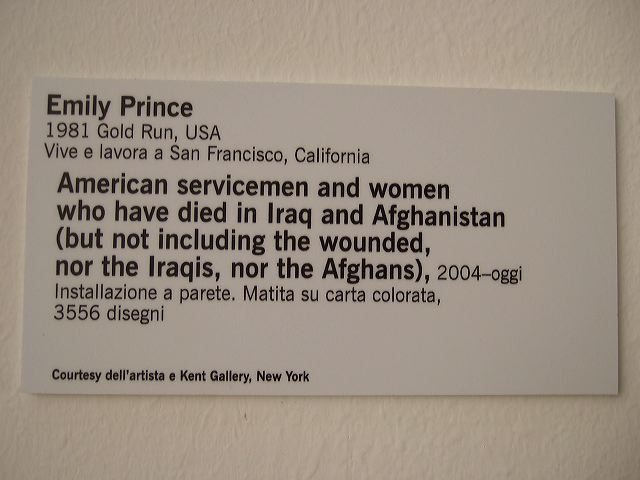 Emily Prince
1981 Gold Run, USA
Vive e lavora a San Francisco, California
American servicemen and women
who have died in Iraq and Afghanistan
(but not including the wounded,
nor the Iraqis, nor the Afghans), 2004–oggi
Installazione a parete. Matita su carta colorata,
3556 disegni
Courtesy dell'artista e Kent Gallery, New York